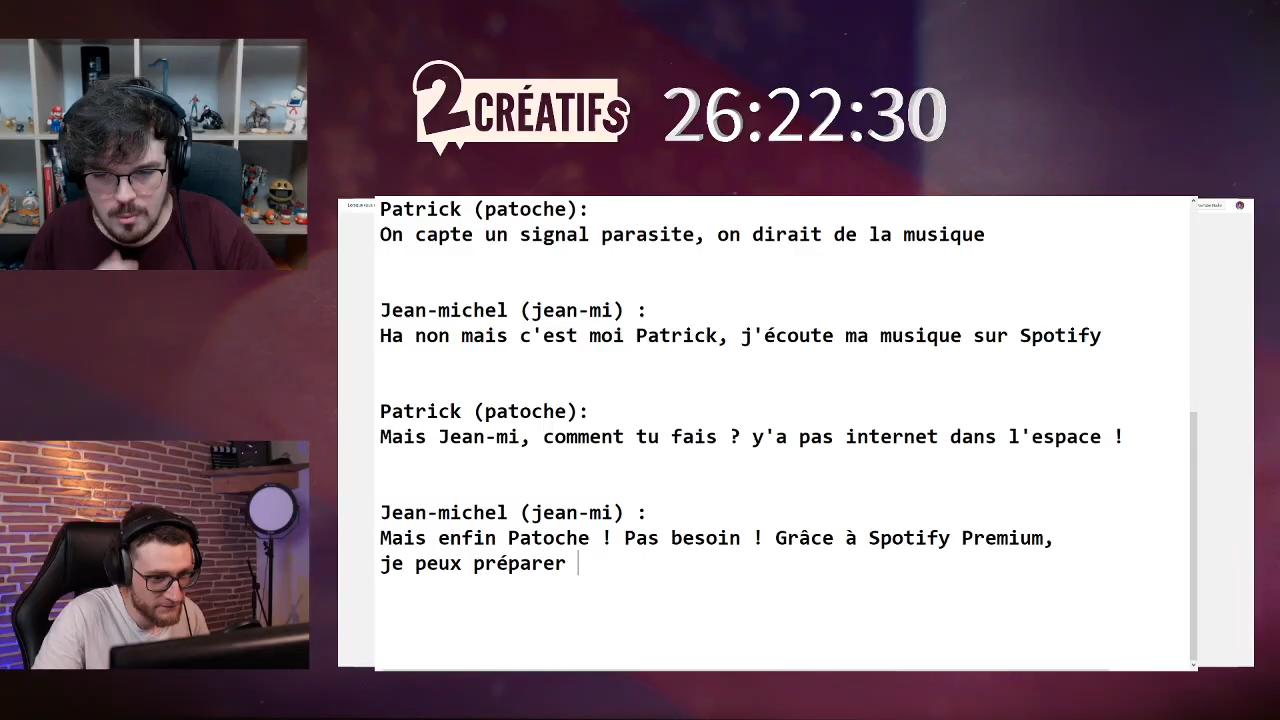 2 CRÉATIFS
26:22:30
Patrick (patoche):
On capte un signal parasite, on dirait de la musique
Jean-michel (jean-mi) :
Ha non mais c'est moi Patrick, j'écoute ma musique sur Spotify
Patrick (patoche):
Mais Jean-mi, comment tu fais ? y'a pas internet dans l'espace !
Jean-michel (jean-mi) :
Mais enfin Patoche ! Pas besoin ! Grâce à Spotify Premium,
je peux préparer